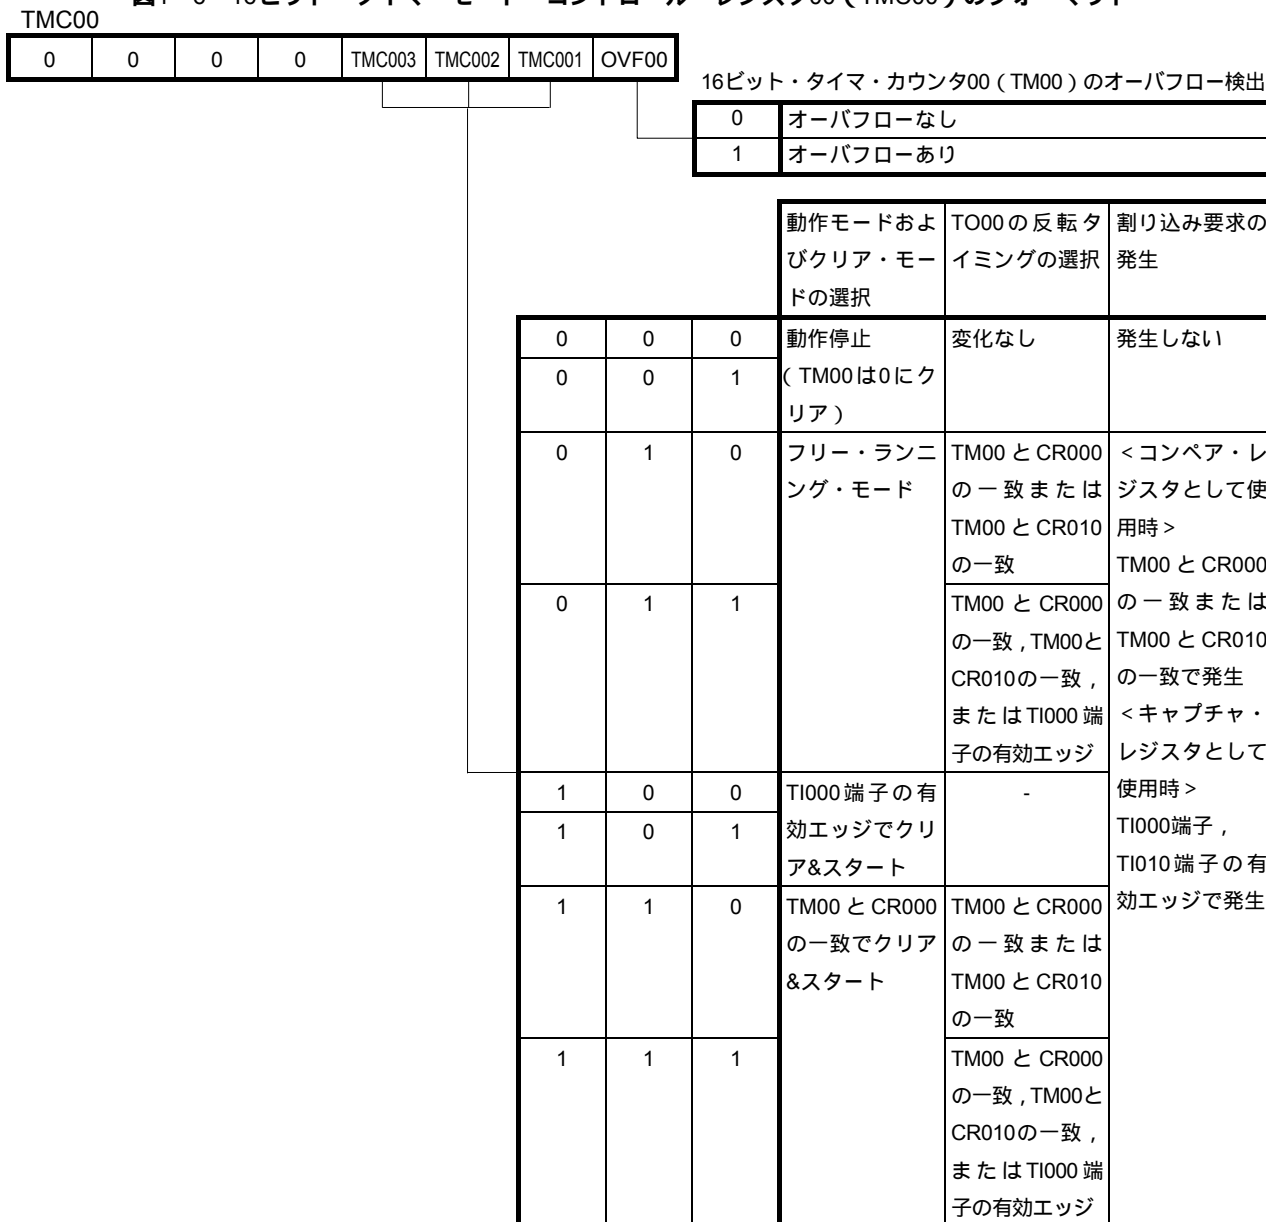 TMC00
0 0 0 0 TMC003 TMC002 TMC001 OVF00
16ビット・タイマ・カウンタ00（TM00）のオーバフロー検出
0 オーバフローなし
1 オーバフローあり
動作モードおよ
びクリア・モー
ドの選択
TO00の反転タ
イミングの選択
割り込み要求の
発生
0 0 0
0 0 1
動作停止
（TM00は0にク
リア）
変化なし
発生しない
0 1 0
フリー・ランニ
ング・モード
TM00 と CR000
の一致または
TM00 と CR010
の一致
＜コンペア・レ
ジスタとして使
用時＞
TM00 と CR000
の一致または
TM00 と CR010
の一致で発生
＜キャプチャ・
レジスタとして
使用時＞
TI000端子，
TI010端子の有
効エッジで発生
0 1 1
TM00 と CR000
の一致，TM00と
CR010の一致，
またはTI000端
子の有効エッジ
1 0 0
1 0 1
TI000端子の有
効エッジでクリ
ア&スタート
-
1 1 0
TM00 と CR000
の一致でクリア
&スタート
TM00 と CR000
の一致または
TM00 と CR010
の一致
1 1 1
TM00 と CR000
の一致，TM00と
CR010の一致，
またはTI000端
子の有効エッジ